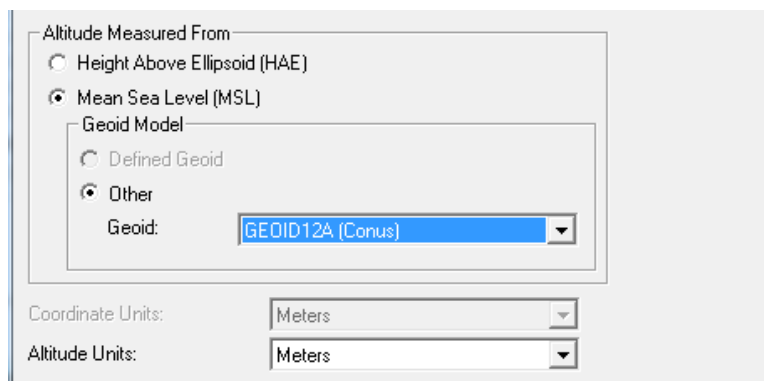 Altitude Measured From
Height Above Ellipsoid (HAE)
Mean Sea Level (MSL)
Geoid Model
Defined Geoid
Other
Geoid: GEOID12A (Conus)
Coordinate Units: Meters
Altitude Units: Meters